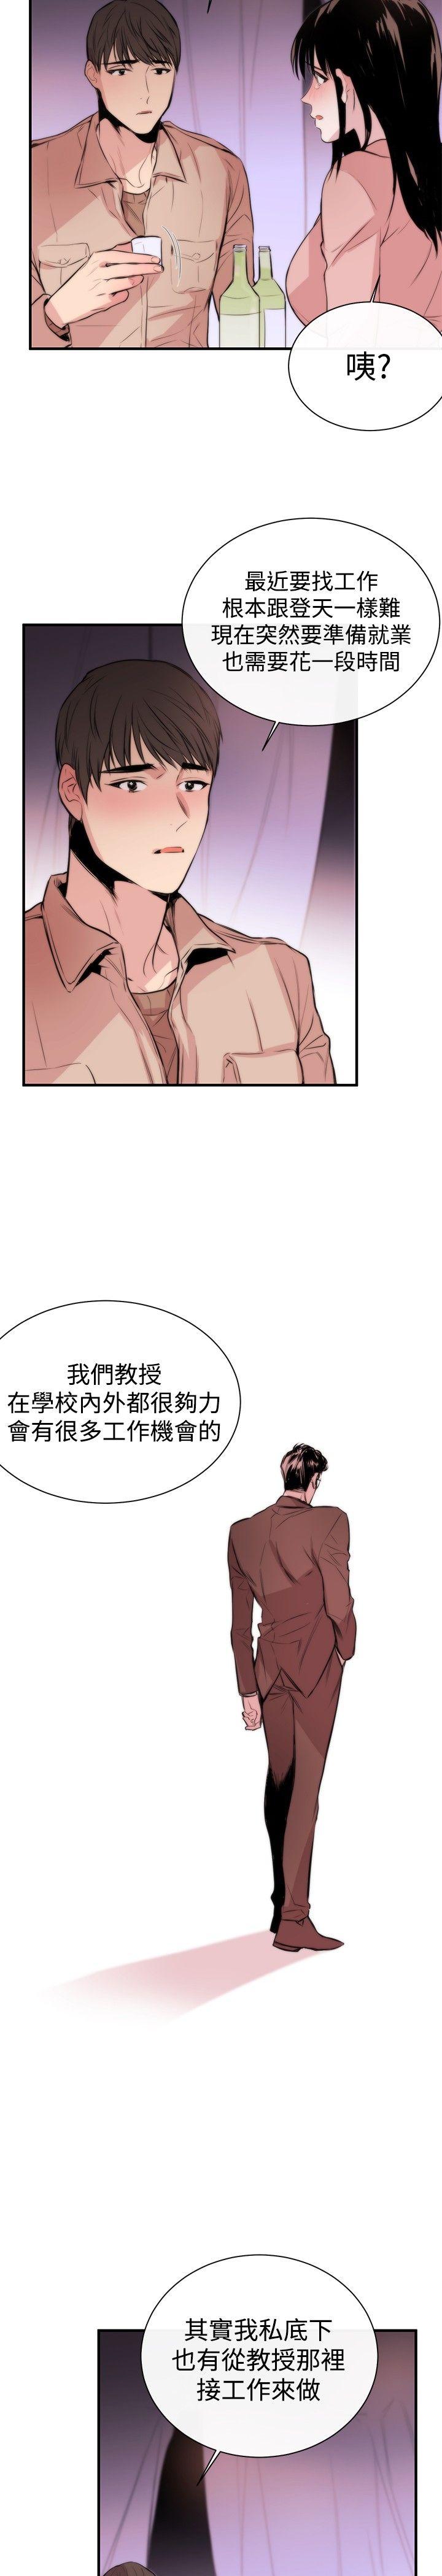 咦?
最近要找工作
根本跟登天一樣難
現在突然要準備就業
也需要花一段時間
我們教授
在學校內外都很夠力
會有很多工作機會的
其實我私底下
也有從教授那裡
接工作來做